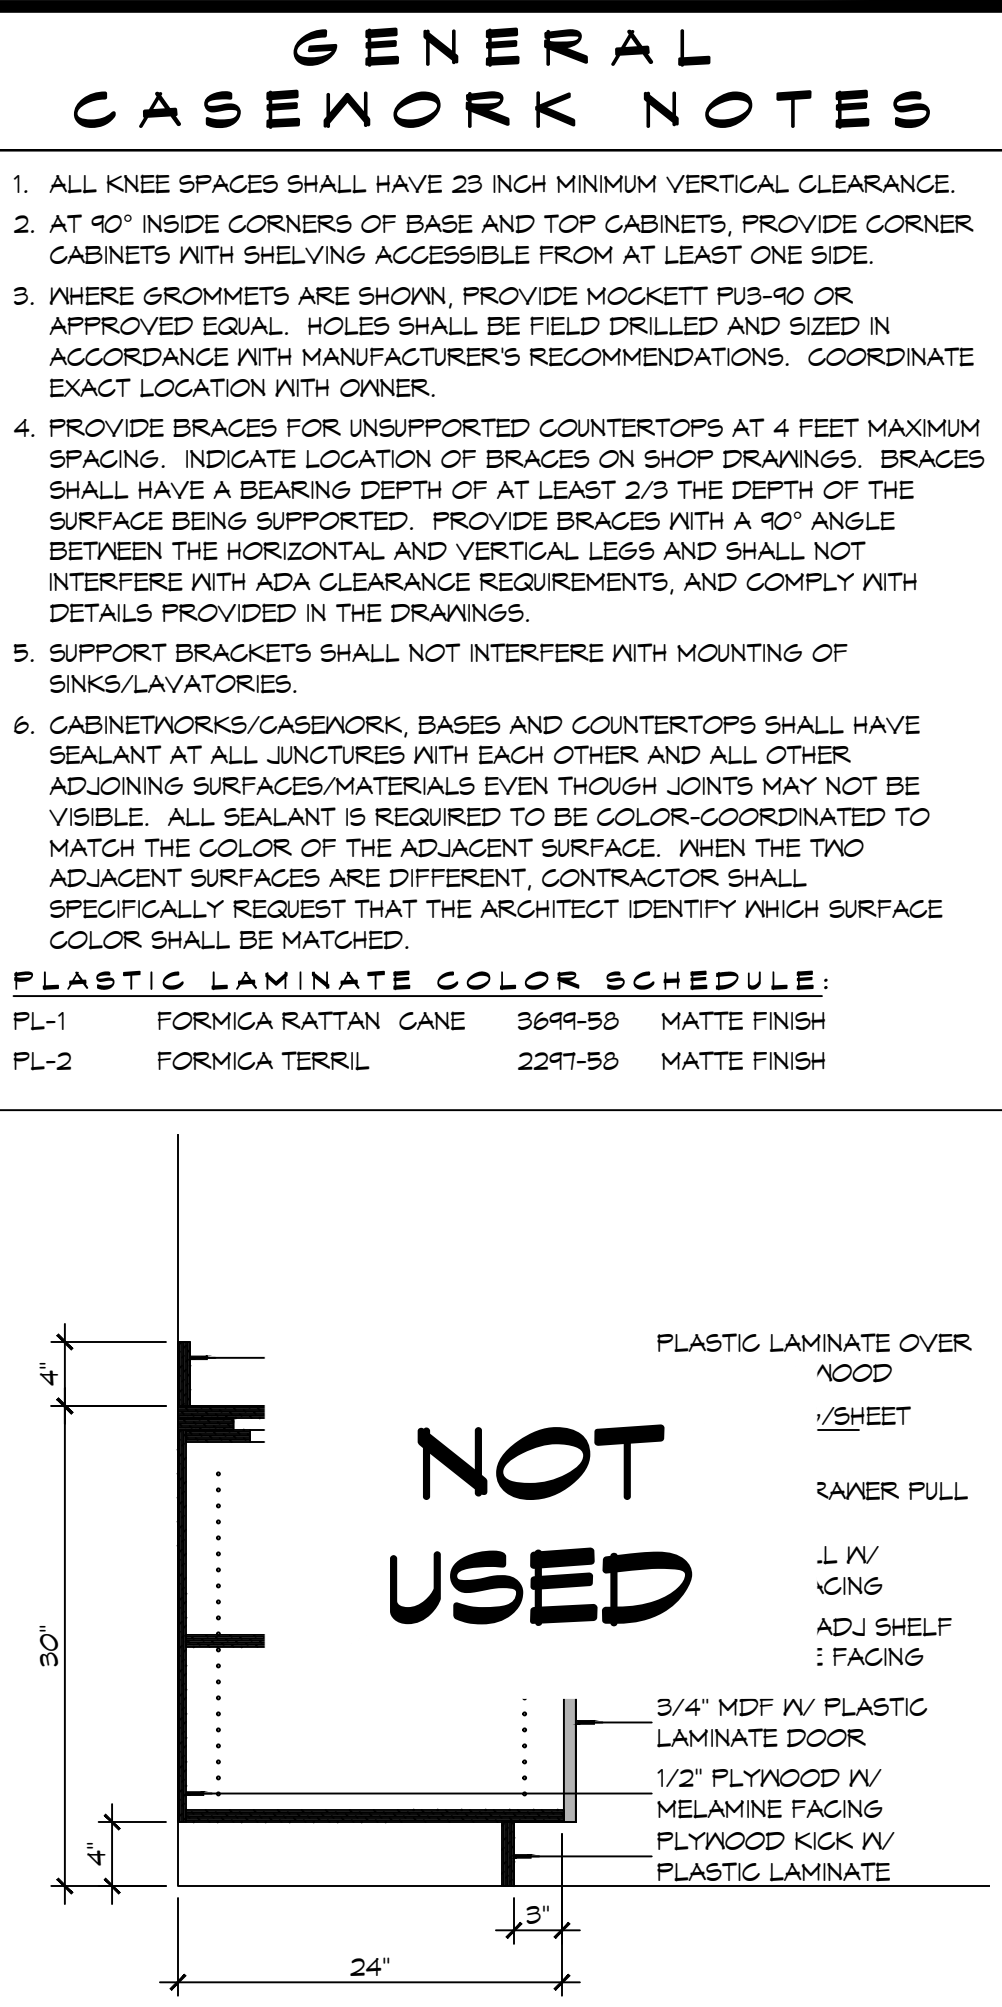 GENERAL
CASEWORK NOTES
1. ALL KNEE SPACES SHALL HAVE 23 INCH MINIMUM VERTICAL CLEARANCE.
2. AT 90° INSIDE CORNERS OF BASE AND TOP CABINETS, PROVIDE CORNER
CABINETS WITH SHELVING ACCESSIBLE FROM AT LEAST ONE SIDE.
3. WHERE GROMMETS ARE SHOWN, PROVIDE MOCKETT PU3-90 OR
APPROVED EQUAL. HOLES SHALL BE FIELD DRILLED AND SIZED IN
ACCORDANCE WITH MANUFACTURER'S RECOMMENDATIONS. COORDINATE
EXACT LOCATION WITH OWNER.
4. PROVIDE BRACES FOR UNSUPPORTED COUNTERTOPS AT 4 FEET MAXIMUM
SPACING. INDICATE LOCATION OF BRACES ON SHOP DRAWINGS. BRACES
SHALL HAVE A BEARING DEPTH OF AT LEAST 2/3 THE DEPTH OF THE
SURFACE BEING SUPPORTED. PROVIDE BRACES WITH A 90° ANGLE
BETWEEN THE HORIZONTAL AND VERTICAL LEGS AND SHALL NOT
INTERFERE WITH ADA CLEARANCE REQUIREMENTS, AND COMPLY WITH
DETAILS PROVIDED IN THE DRAWINGS.
5. SUPPORT BRACKETS SHALL NOT INTERFERE WITH MOUNTING OF
SINKS/LAVATORIES.
6. CABINETWORKS/CASEWORK, BASES AND COUNTERTOPS SHALL HAVE
SEALANT AT ALL JUNCTURES WITH EACH OTHER AND ALL OTHER
ADJOINING SURFACES/MATERIALS EVEN THOUGH JOINTS MAY NOT BE
VISIBLE. ALL SEALANT IS REQUIRED TO BE COLOR-COORDINATED TO
MATCH THE COLOR OF THE ADJACENT SURFACE. WHEN THE TWO
ADJACENT SURFACES ARE DIFFERENT, CONTRACTOR SHALL
SPECIFICALLY REQUEST THAT THE ARCHITECT IDENTIFY WHICH SURFACE
COLOR SHALL BE MATCHED.
PLASTIC LAMINATE COLOR SCHEDULE:
PL-1 FORMICA RATTAN CANE 3699-58 MATTE FINISH
PL-2 FORMICA TERRIL 2297-58 MATTE FINISH
PLASTIC LAMINATE OVER
WOOD
/SHEET
RAWER PULL
L W/
ACING
ADJ SHELF
FACING
3/4" MDF W/ PLASTIC
LAMINATE DOOR
1/2" PLYWOOD W/
MELAMINE FACING
PLYWOOD KICK W/
PLASTIC LAMINATE
NOT
USED
4"
30"
4"
3"
24"